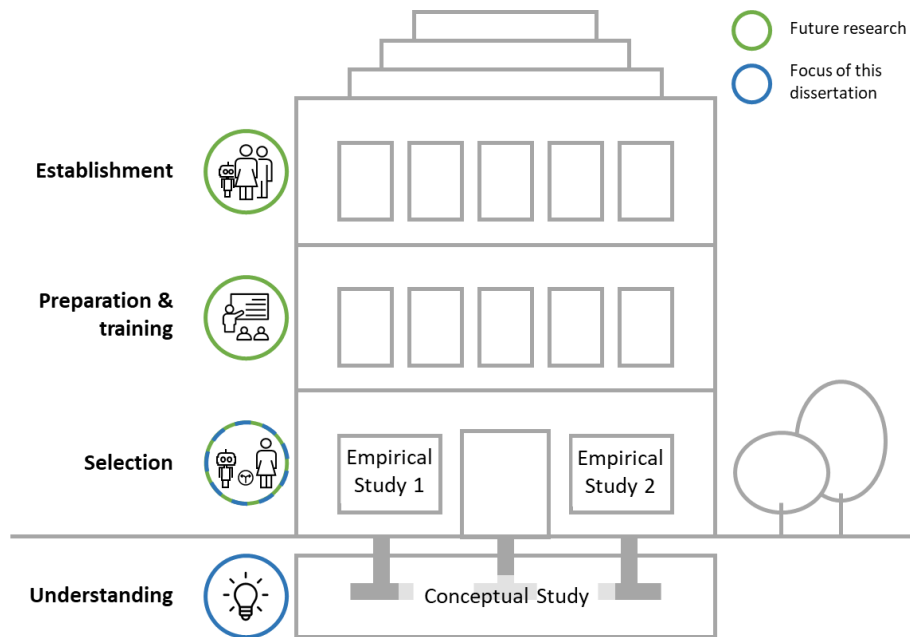 Future research
Focus of this
dissertation
Establishment
Preparation &
training
Selection
Empirical
Study 1
Empirical
Study 2
Understanding
Conceptual Study